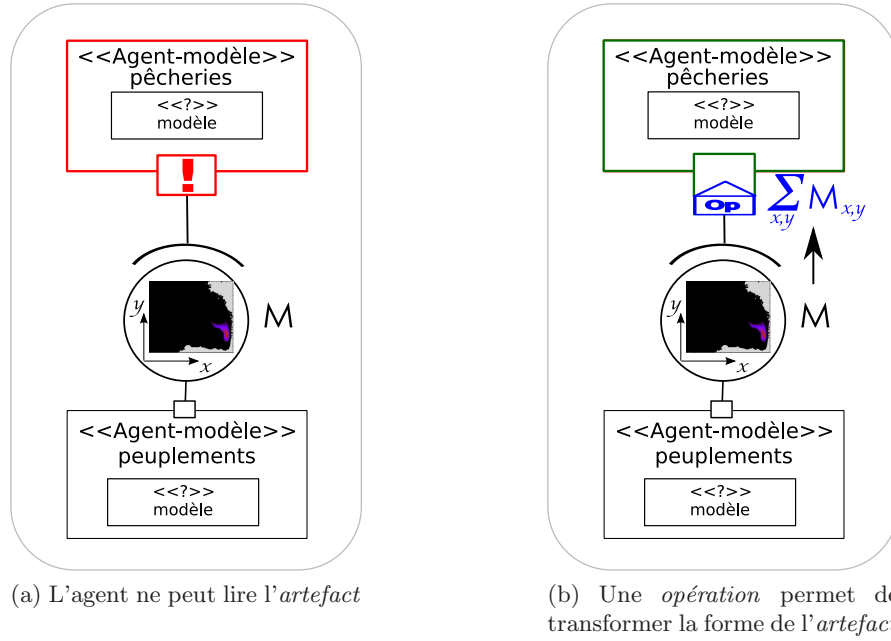 <<Agent-modèle>>
pêcheries
<<?>>
modèle
!
y
x
M
<<Agent-modèle>>
peuplements
<<?>>
modèle
(a) L'agent ne peut lire l'artefact
<<Agent-modèle>>
pêcheries
<<?>>
modèle
Op
∑ M x,y
x,y
y
x
M
<<Agent-modèle>>
peuplements
<<?>>
modèle
(b) Une opération permet de
transformer la forme de l'artefact